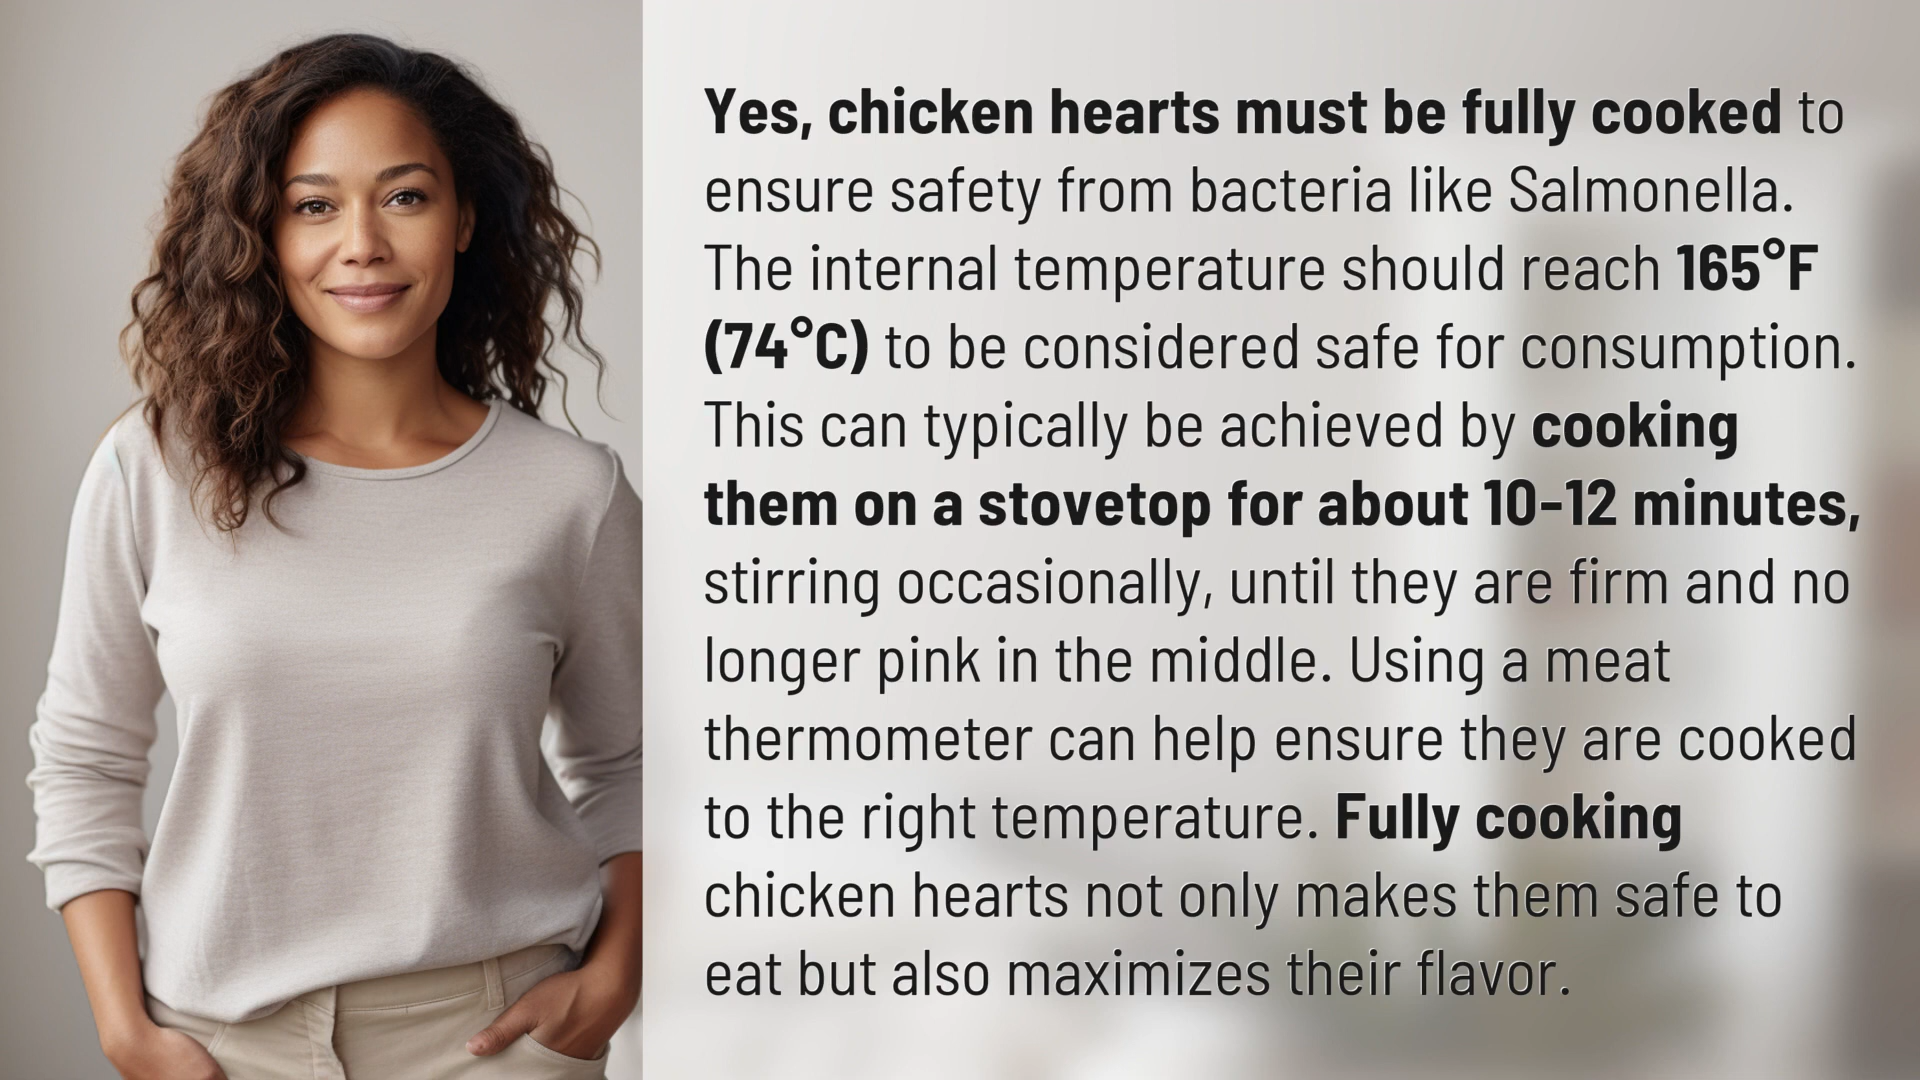 Yes, chicken hearts must be fully cooked to
ensure safety from bacteria like Salmonella.
The internal temperature should reach 165°F
(74°C) to be considered safe for consumption.
This can typically be achieved by cooking
them on a stovetop for about 10-12 minutes,
stirring occasionally, until they are firm and no
longer pink in the middle. Using a meat
thermometer can help ensure they are cooked
to the right temperature. Fully cooking
chicken hearts not only makes them safe to
eat but also maximizes their flavor.